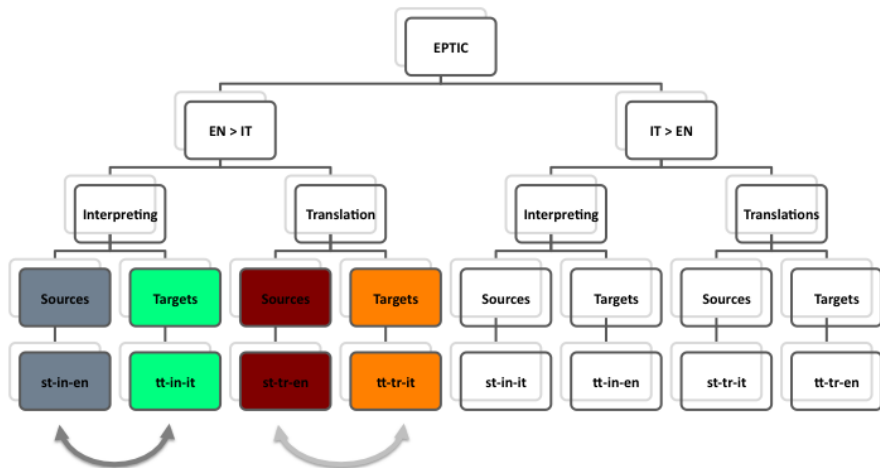 EPTIC
EN > IT
IT > EN
Interpreting
Translation
Interpreting
Translations
Sources
Targets
Sources
Targets
Sources
Targets
Sources
Targets
st-in-en
tt-in-it
st-tr-en
tt-tr-it
st-in-it
tt-in-en
st-tr-it
tt-tr-en